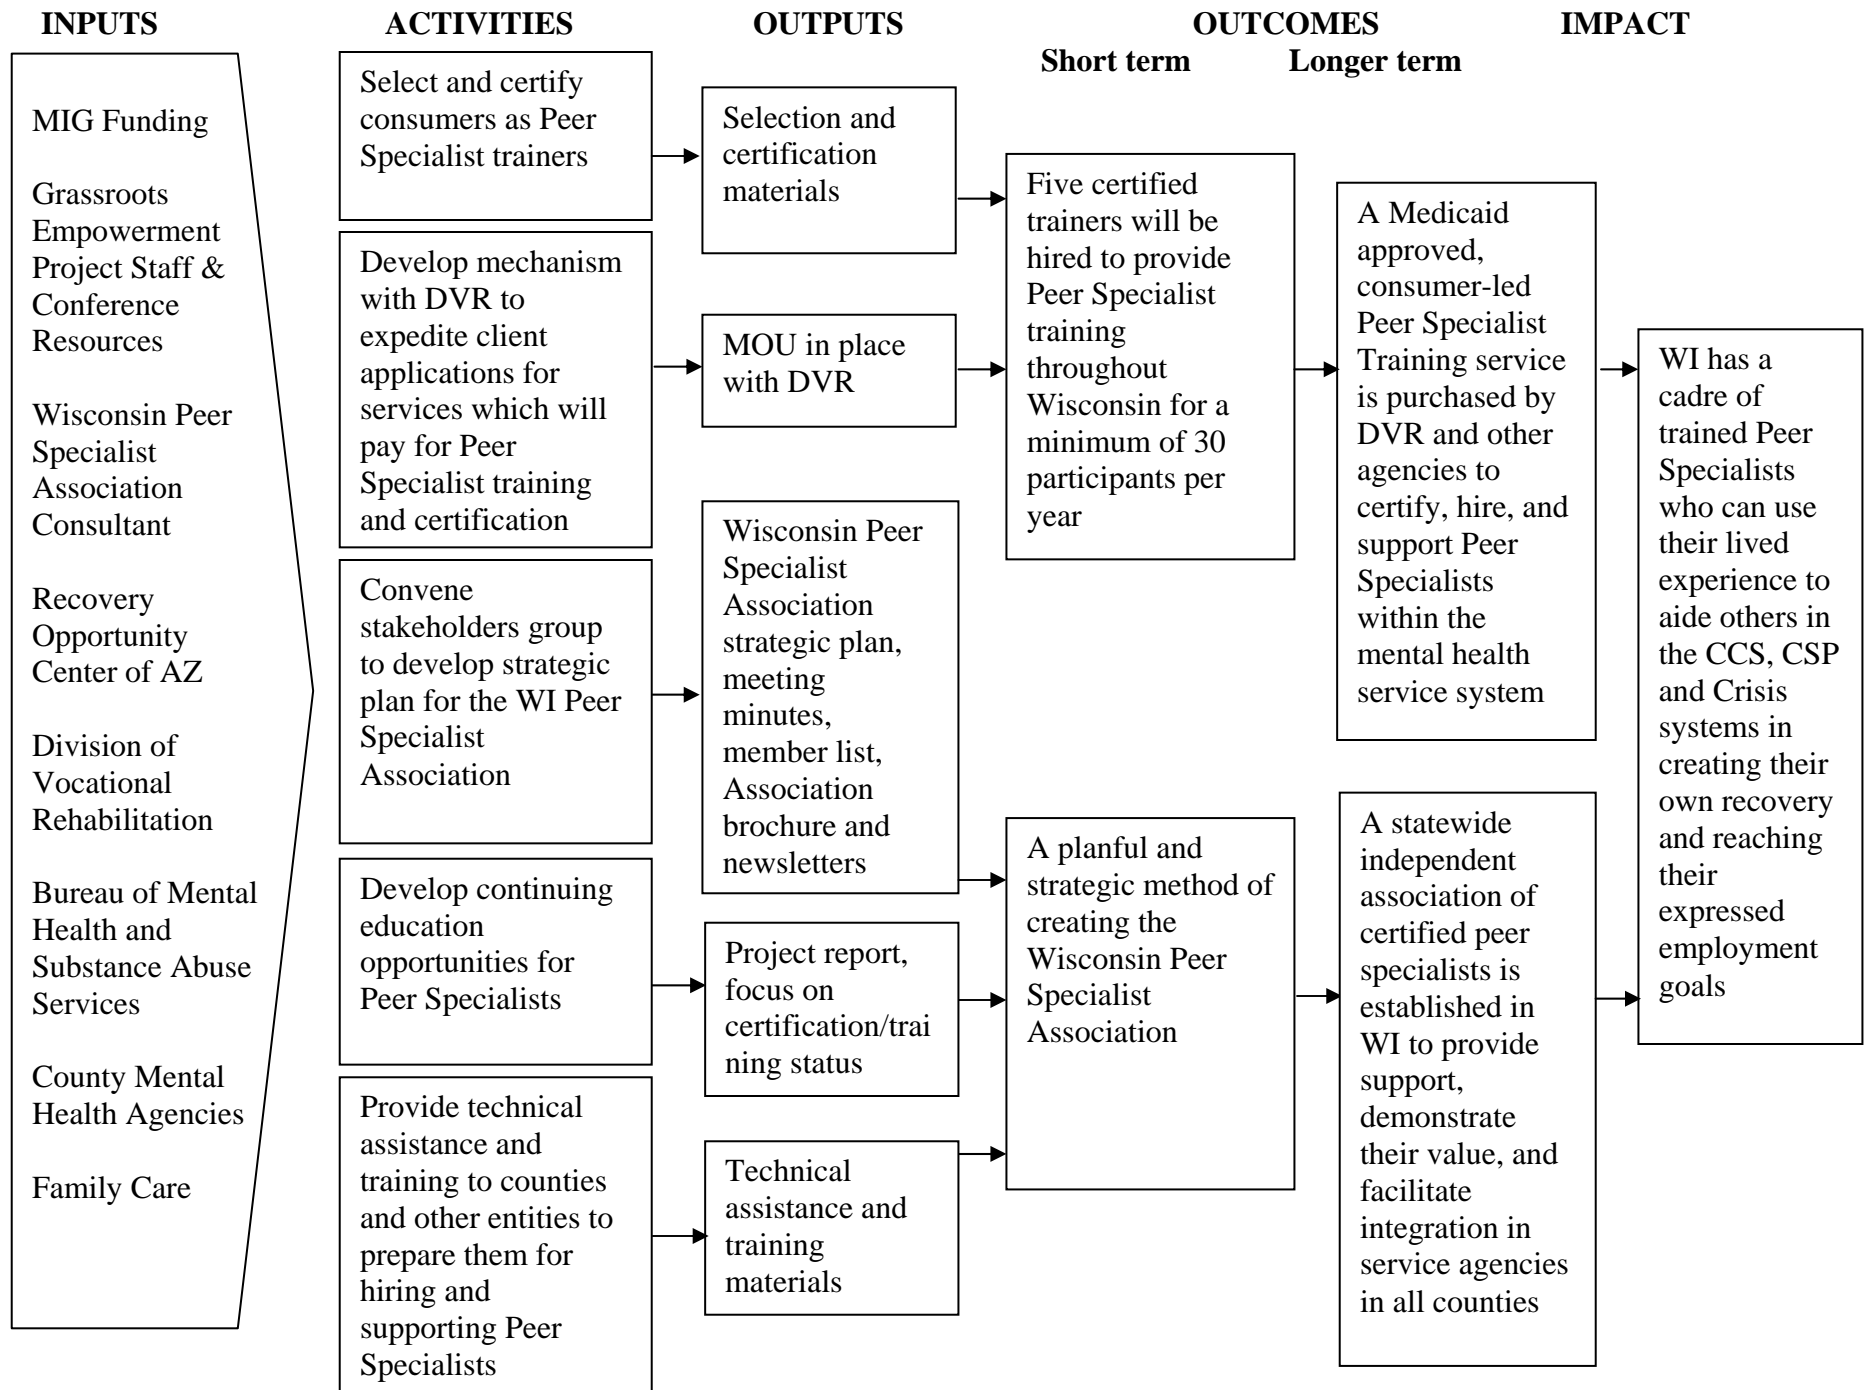 INPUTS
ACTIVITIES
OUTPUTS
OUTCOMES
IMPACT
Short term
Longer term
MIG Funding
Grassroots
Empowerment
Project Staff &
Conference
Resources
Wisconsin Peer
Specialist
Association
Consultant
Recovery
Opportunity
Center of AZ
Division of
Vocational
Rehabilitation
Bureau of Mental
Health and
Substance Abuse
Services
County Mental
Health Agencies
Family Care
Select and certify
consumers as Peer
Specialist trainers
Develop mechanism
with DVR to
expedite client
applications for
services which will
pay for Peer
Specialist training
and certification
Convene
stakeholders group
to develop strategic
plan for the WI Peer
Specialist
Association
Develop continuing
education
opportunities for
Peer Specialists
Provide technical
assistance and
training to counties
and other entities to
prepare them for
hiring and
supporting Peer
Specialists
Selection and
certification
materials
MOU in place
with DVR
Wisconsin Peer
Specialist
Association
strategic plan,
meeting
minutes,
member list,
Association
brochure and
newsletters
Project report,
focus on
certification/trai
ning status
Technical
assistance and
training
materials
Five certified
trainers will be
hired to provide
Peer Specialist
training
throughout
Wisconsin for a
minimum of 30
participants per
year
A planful and
strategic method of
creating the
Wisconsin Peer
Specialist
Association
A Medicaid
approved,
consumer-led
Peer Specialist
Training service
is purchased by
DVR and other
agencies to
certify, hire, and
support Peer
Specialists
within the
mental health
service system
A statewide
independent
association of
certified peer
specialists is
established in
WI to provide
support,
demonstrate
their value, and
facilitate
integration in
service agencies
in all counties
WI has a
cadre of
trained Peer
Specialists
who can use
their lived
experience to
aide others in
the CCS, CSP
and Crisis
systems in
creating their
own recovery
and reaching
their
expressed
employment
goals